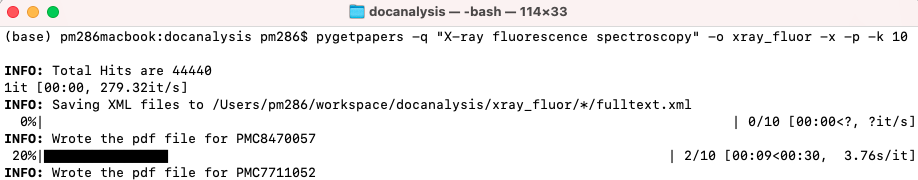 docanalysis — -bash — 114×33
(base) pm286macbook:docanalysis pm286$ pygetpapers -q "X-ray fluorescence spectroscopy" -o xray_fluor -x -p -k 10
INFO: Total Hits are 44440
1it [00:00, 279.32it/s]
INFO: Saving XML files to /Users/pm286/workspace/docanalysis/xray_fluor/*/fulltext.xml
0%| | 0/10 [00:00<?, ?it/s]
INFO: Wrote the pdf file for PMC8470057
20%| | 2/10 [00:09<00:30, 3.76s/it]
INFO: Wrote the pdf file for PMC7711052